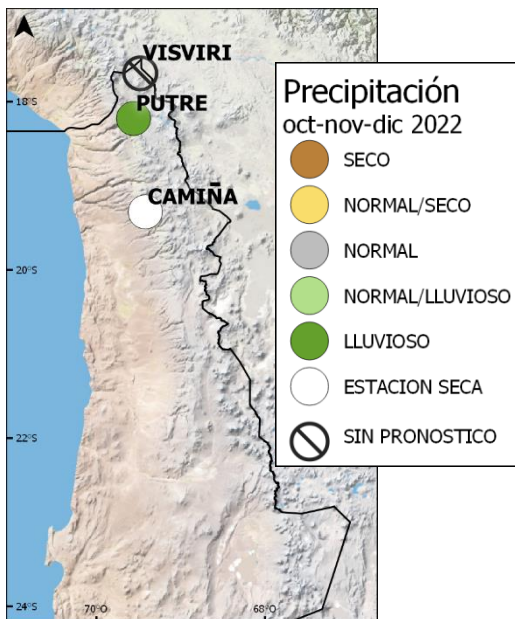 VISVIRI
PUTRE
CAMIÑA
18°S
20°S
22°S
24°S
70°O
68°O
Precipitación
oct-nov-dic 2022
SECO
NORMAL/SECO
NORMAL
NORMAL/LLUVIOSO
LLUVIOSO
ESTACION SECA
SIN PRONOSTICO